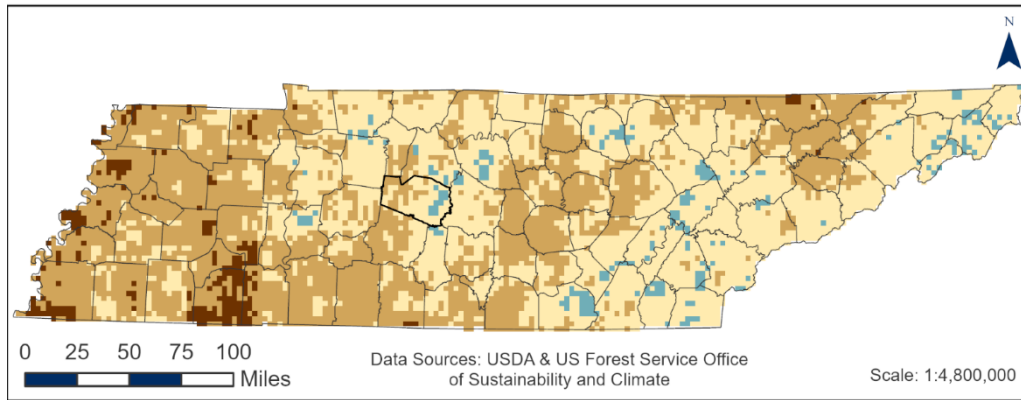 N
0 25 50 75 100
Miles
Data Sources: USDA & US Forest Service Office
of Sustainability and Climate
Scale: 1:4,800,000